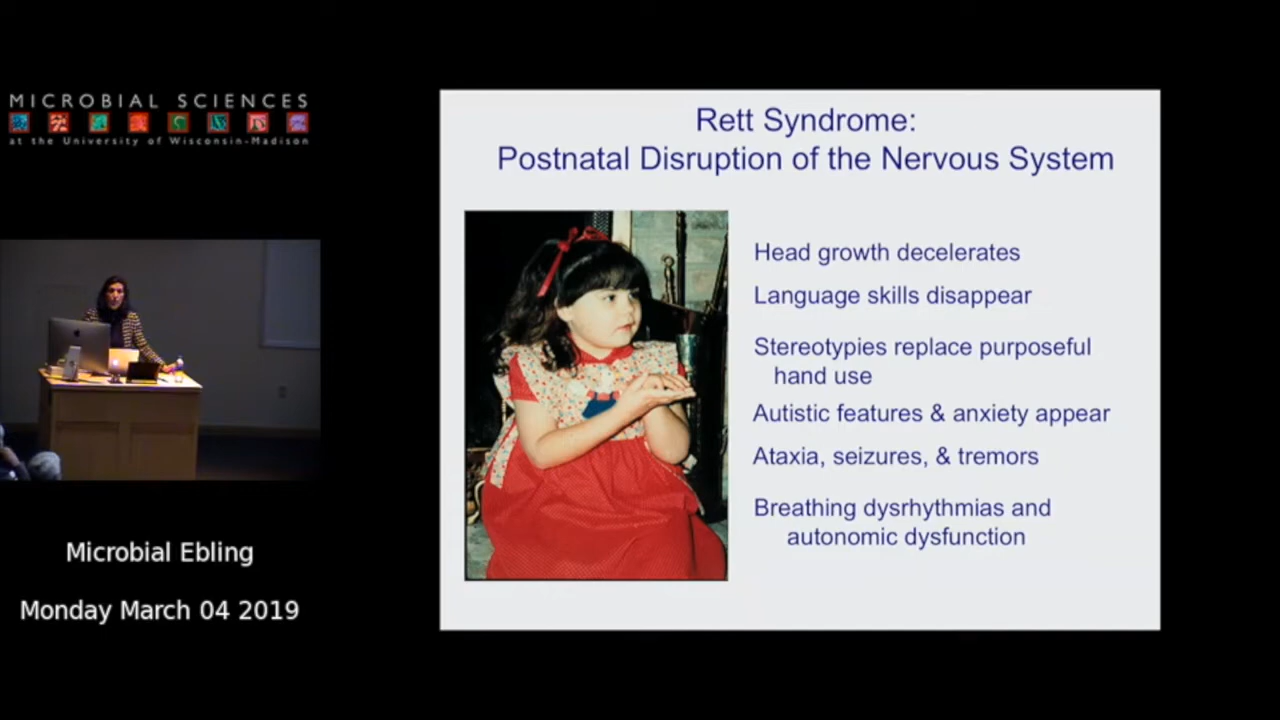 MICROBIAL SCIENCES
at the University of Wisconsin-Madison
Microbial Ebling
Monday March 04 2019
Rett Syndrome:
Postnatal Disruption of the Nervous System
Head growth decelerates
Language skills disappear
Stereotypies replace purposeful
hand use
Autistic features & anxiety appear
Ataxia, seizures, & tremors
Breathing dysrhythmias and
autonomic dysfunction